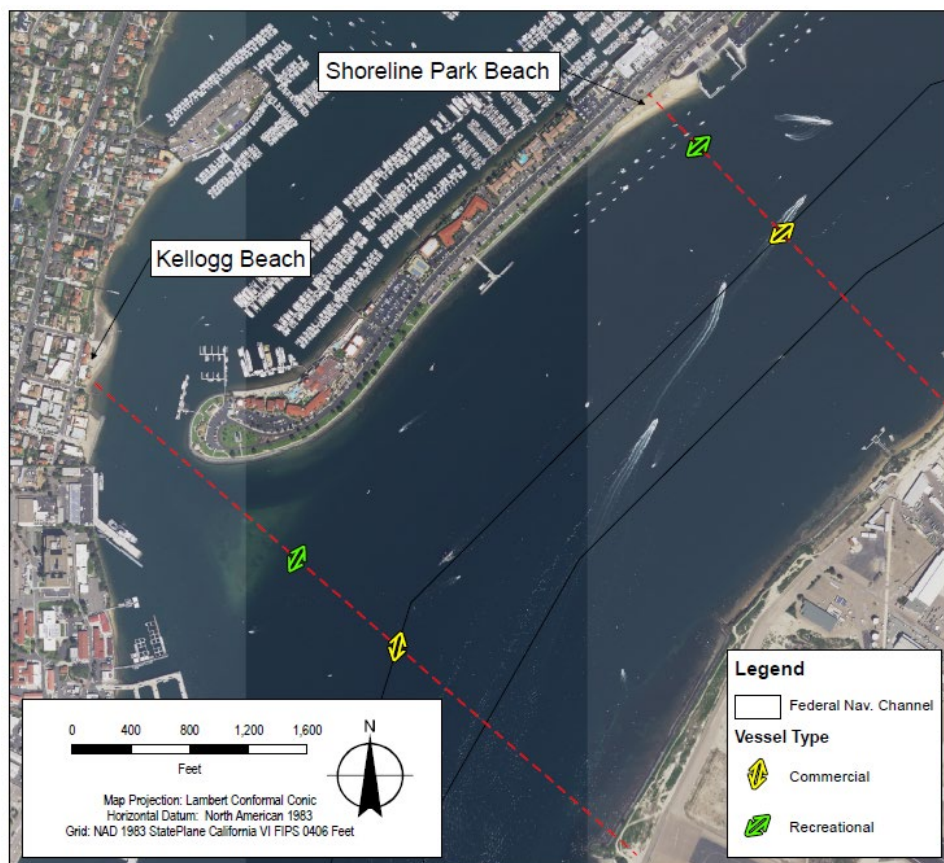 Shoreline Park Beach
Kellogg Beach
0 400 800 1,200 1,600
Feet
N
Map Projection: Lambert Conformal Conic
Horizontal Datum: North American 1983
Grid: NAD 1983 StatePlane California VI FIPS 0406 Feet
Legend
Federal Nav. Channel
Vessel Type
Commercial
Recreational